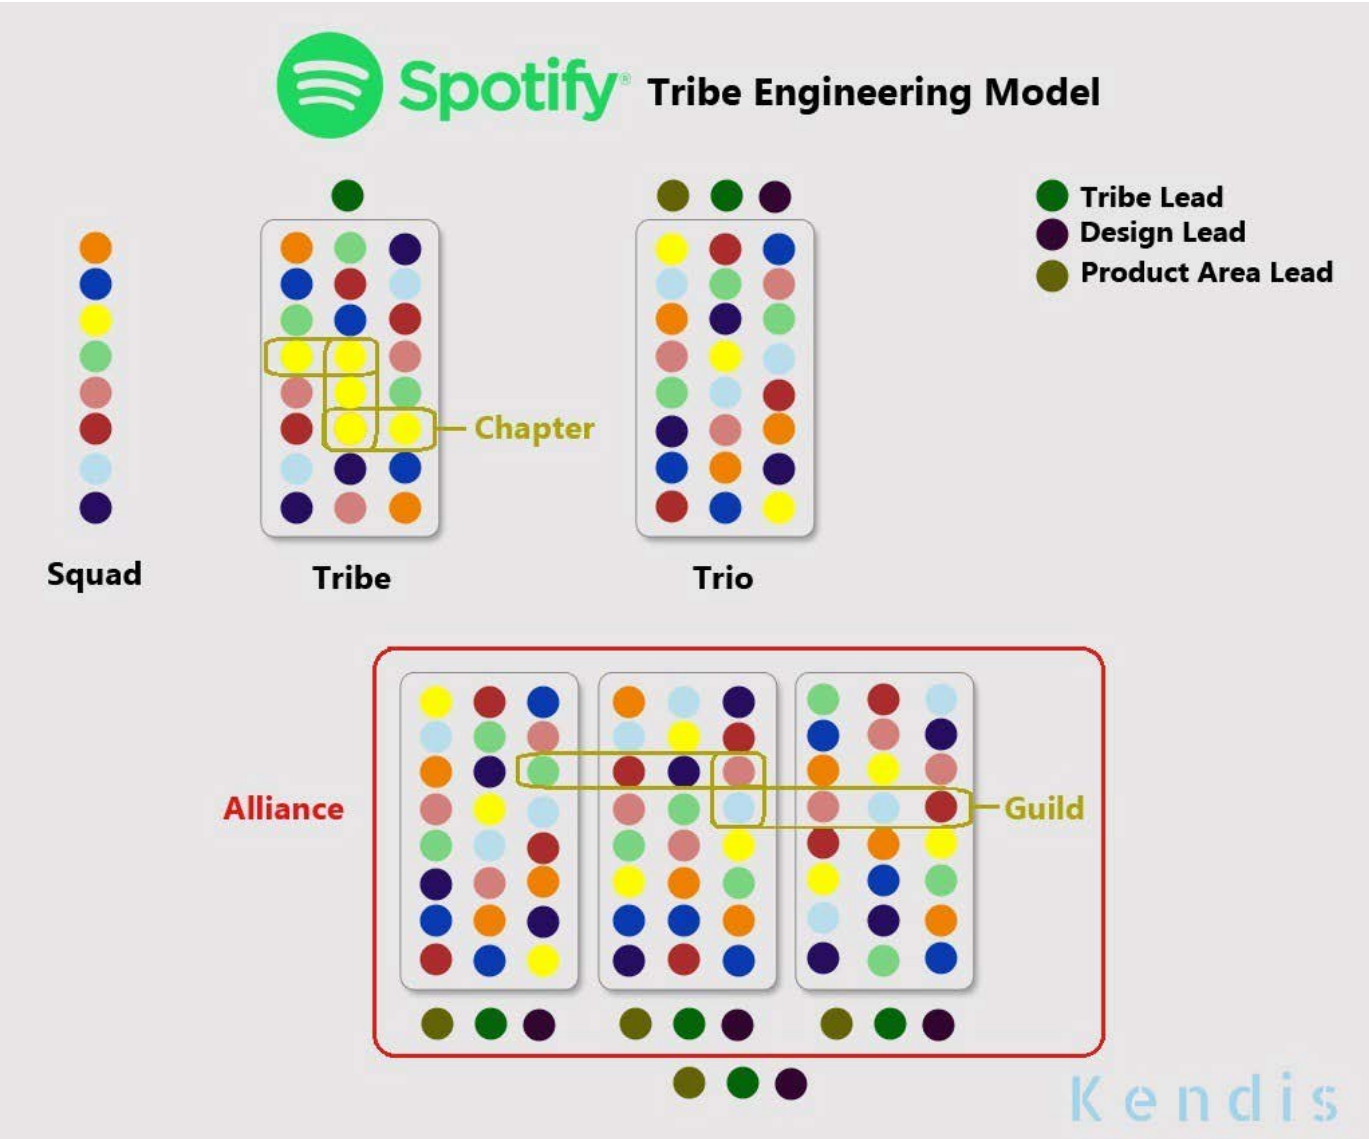 Spotify® Tribe Engineering Model
Tribe Lead
Design Lead
Product Area Lead
Chapter
Squad
Tribe
Trio
Alliance
Guild
Kendis